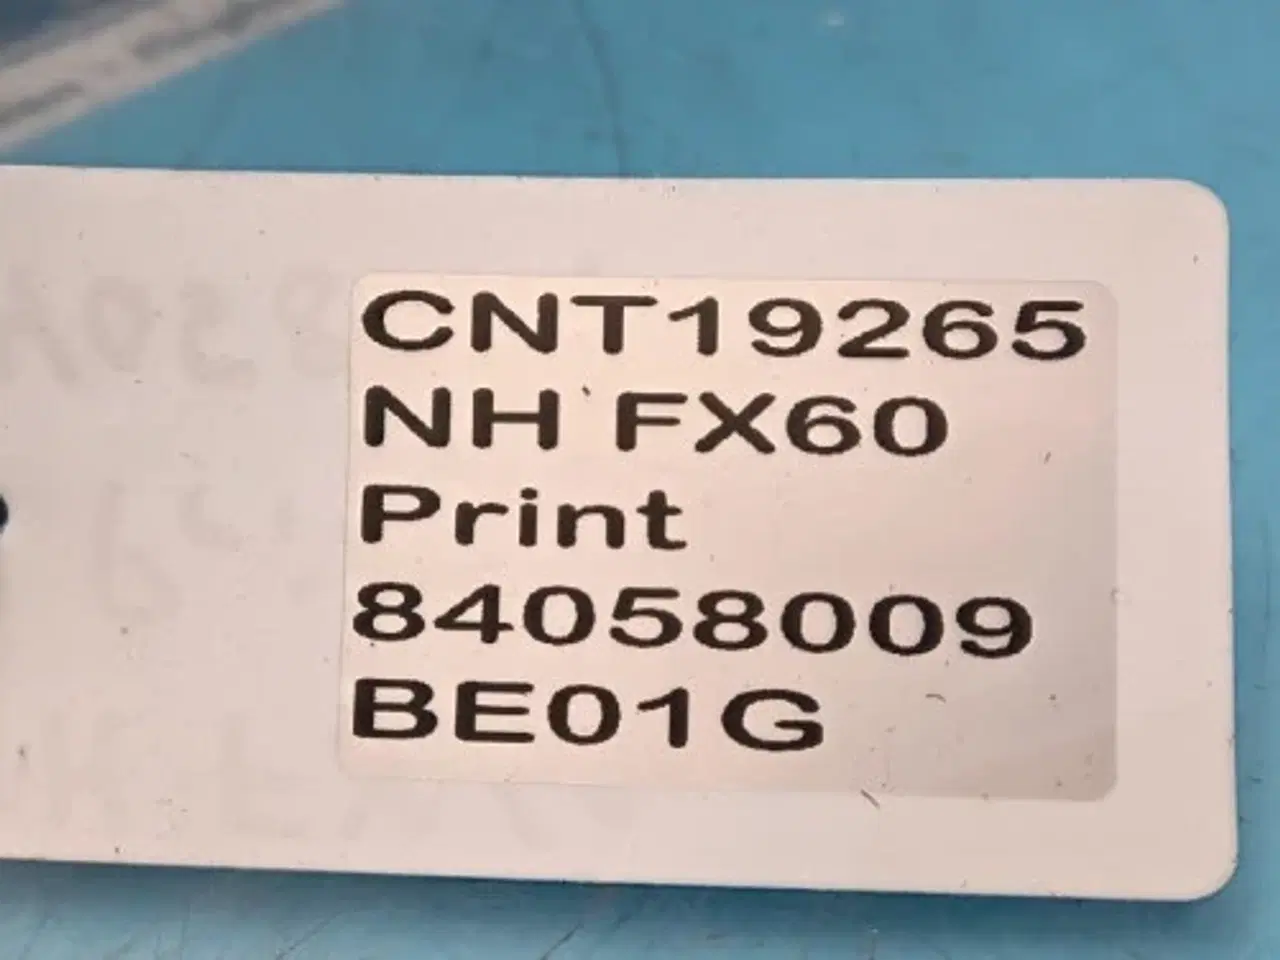 CNT19265
NH FX60
Print
84058009
BE01G